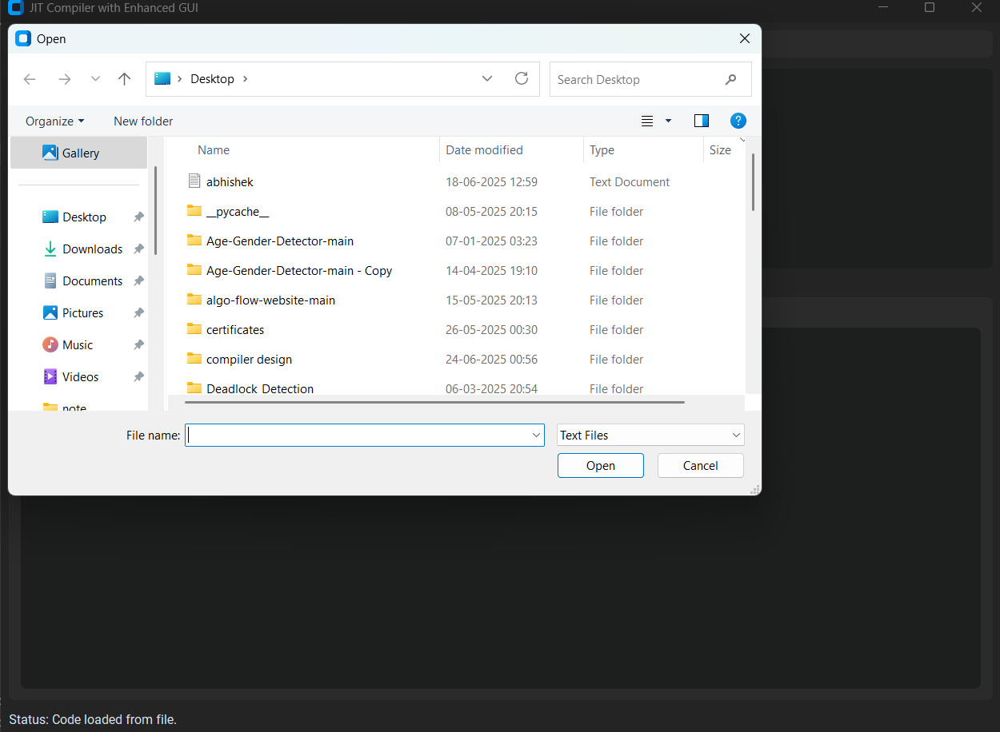 JIT Compiler with Enhanced GUI
Open
Desktop
Search Desktop
Organize
New folder
?
Gallery
Desktop
Downloads
Documents
Pictures
Music
Videos
note
Name Date modified Type Size
abhishek 18-06-2025 12:59 Text Document
__pycache__ 08-05-2025 20:15 File folder
Age-Gender-Detector-main 07-01-2025 03:23 File folder
Age-Gender-Detector-main - Copy 14-04-2025 19:10 File folder
algo-flow-website-main 15-05-2025 20:13 File folder
certificates 26-05-2025 00:30 File folder
compiler design 24-06-2025 00:56 File folder
Deadlock Detection 06-03-2025 20:54 File folder
File name:
Text Files
Open
Cancel
Status: Code loaded from file.